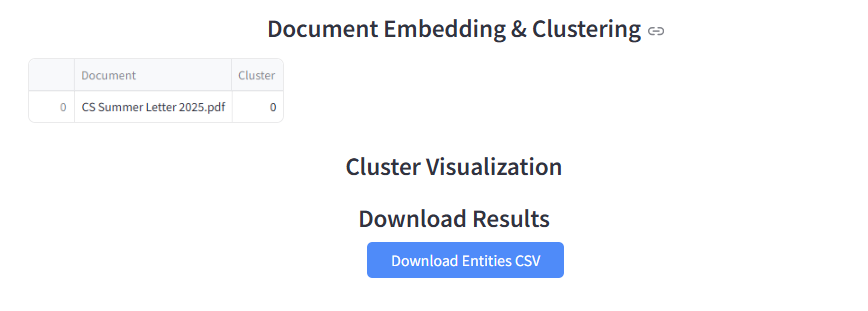 Document Embedding & Clustering
Document Cluster
0 CS Summer Letter 2025.pdf 0
Cluster Visualization
Download Results
Download Entities CSV